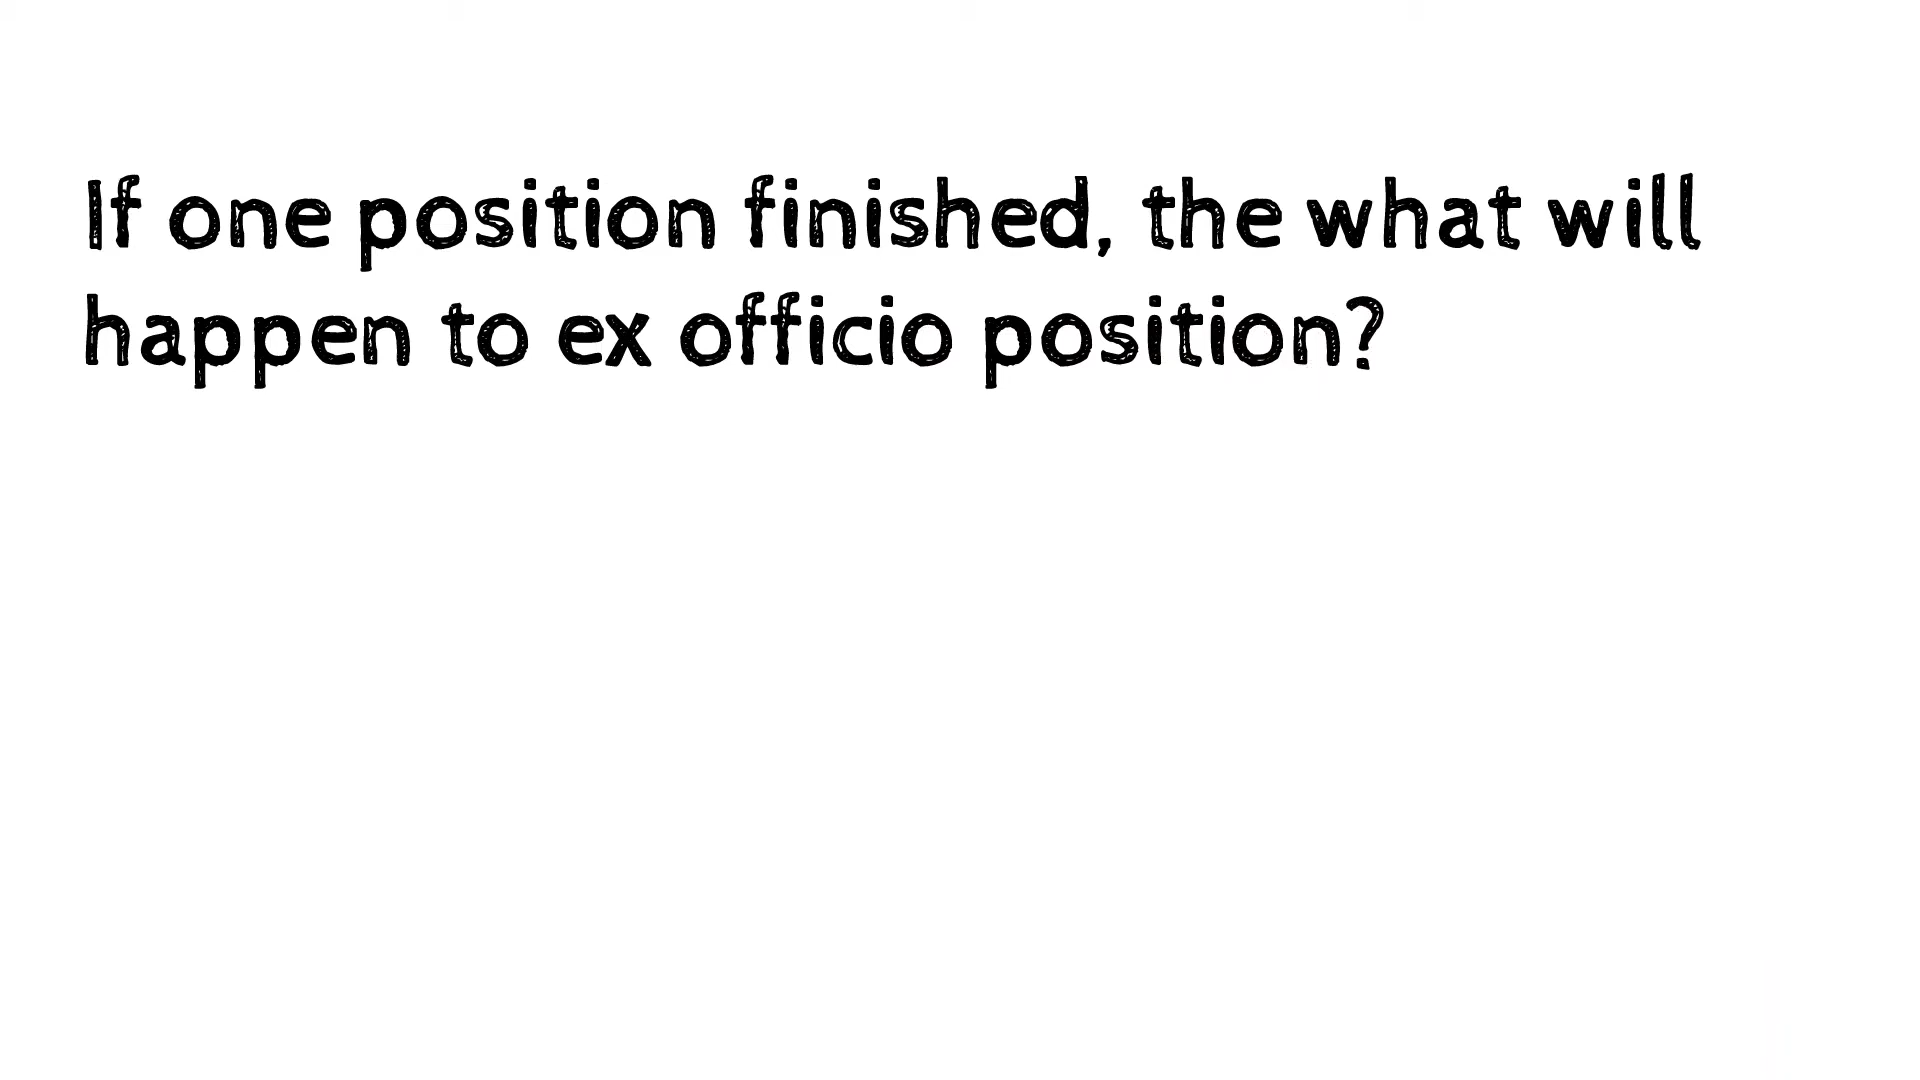 If one position finished, the what will
happen to ex officio position?